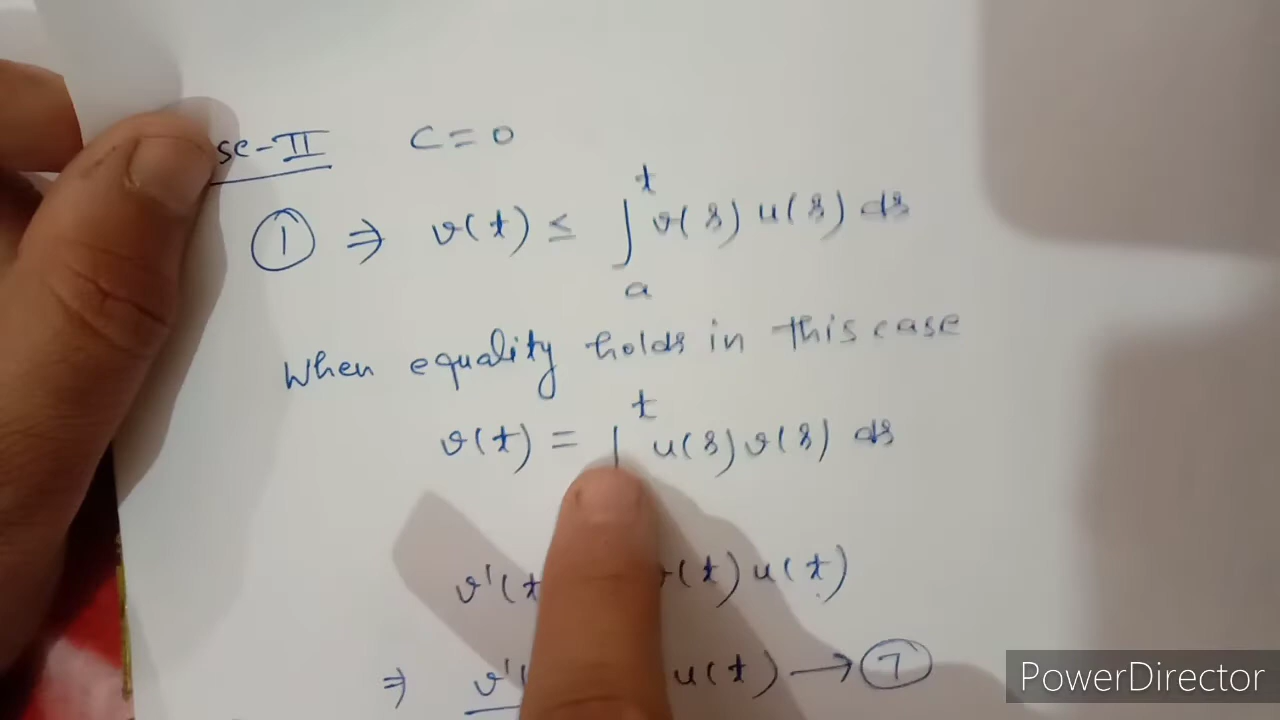 se-II C=0
① ⇒ v(t) ≤ ∫ₐᵗ v(s) u(s) ds
When equality holds in this case
v(t) = ∫ᵗ u(s) v(s) ds
v'(t (t) u(t)
⇒ v'( u(t) → ⑦
PowerDirector